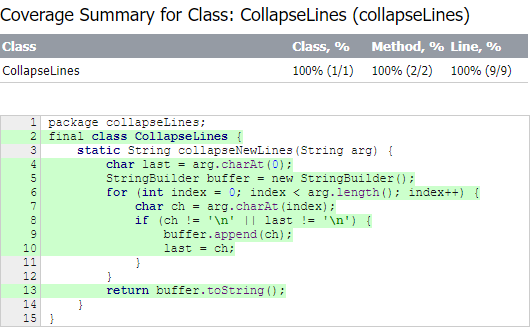 Coverage Summary for Class: CollapseLines (collapseLines)
Class Class, % Method, % Line, %
CollapseLines 100% (1/1) 100% (2/2) 100% (9/9)
1 package collapseLines;
2 final class CollapseLines {
3     static String collapseNewLines(String arg) {
4         char last = arg.charAt(0);
5         StringBuilder buffer = new StringBuilder();
6         for (int index = 0; index < arg.length(); index++) {
7             char ch = arg.charAt(index);
8             if (ch != '\n' || last != '\n') {
9                 buffer.append(ch);
10                 last = ch;
11             }
12         }
13         return buffer.toString();
14     }
15 }